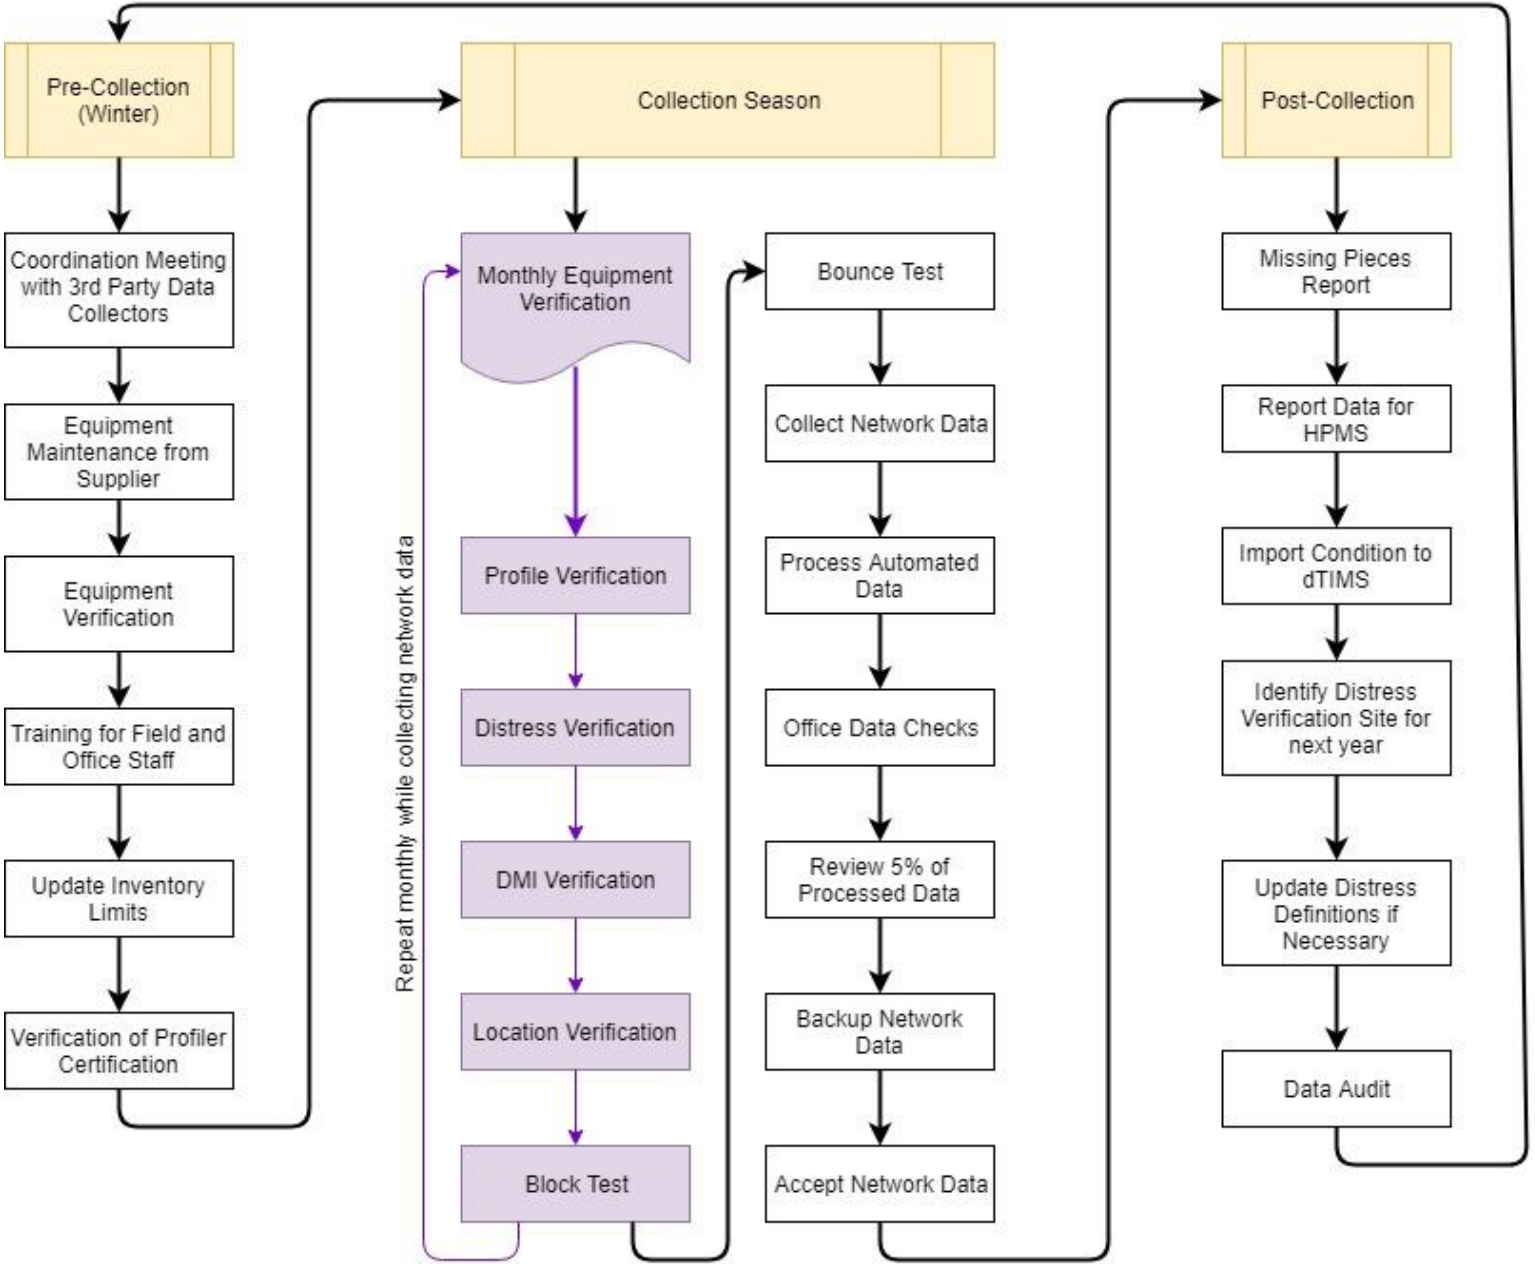 Pre-Collection
(Winter)
Coordination Meeting
with 3rd Party Data
Collectors
Equipment
Maintenance from
Supplier
Equipment
Verification
Training for Field and
Office Staff
Update Inventory
Limits
Verification of Profiler
Certification
Collection Season
Repeat monthly while collecting network data
Monthly Equipment
Verification
Profile Verification
Distress Verification
DMI Verification
Location Verification
Block Test
Bounce Test
Collect Network Data
Process Automated
Data
Office Data Checks
Review 5% of
Processed Data
Backup Network
Data
Accept Network Data
Post-Collection
Missing Pieces
Report
Report Data for
HPMS
Import Condition to
dTIMS
Identify Distress
Verification Site for
next year
Update Distress
Definitions if
Necessary
Data Audit